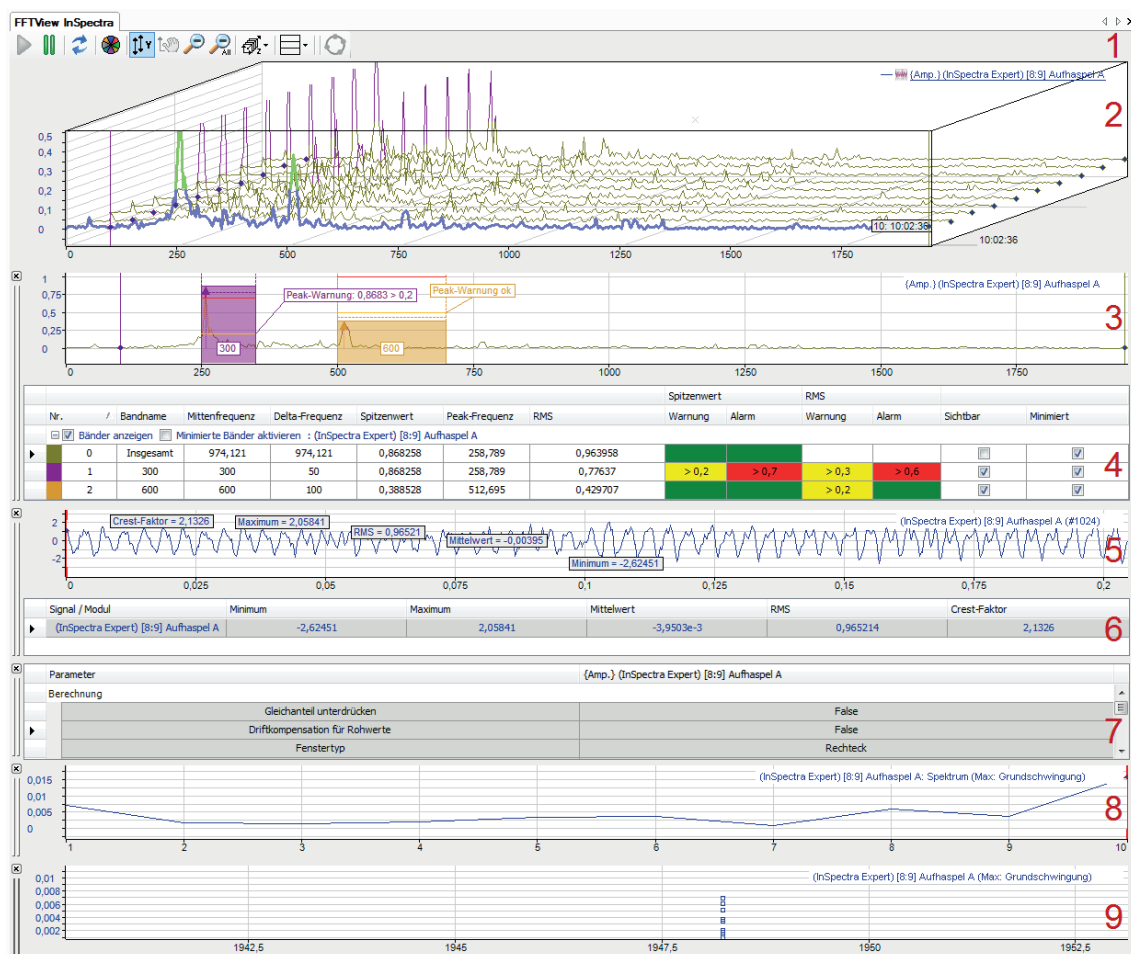 FFTView InSpectra
Y All Z
1
{Amp.} (InSpectra Expert) [8:9] Aufhaspel A
2
0,5
0,4
0,3
0,2
0,1
0
10: 10:02:36
10:02:36
0 250 500 750 1000 1250 1500 1750
{Amp.} (InSpectra Expert) [8:9] Aufhaspel A
1
0,75
0,5
0,25
0
Peak-Warnung: 0,8683 > 0,2
Peak-Warnung ok
300
600
3
0 250 500 750 1000 1250 1500 1750
Spitzenwert RMS
Nr. / Bandname Mittenfrequenz Delta-Frequenz Spitzenwert Peak-Frequenz RMS Warnung Alarm Warnung Alarm Sichtbar Minimiert
Bänder anzeigen Minimierte Bänder aktivieren : (InSpectra Expert) [8:9] Aufhaspel A
0 Insgesamt 974,121 974,121 0,868258 258,789 0,963958
1 300 300 50 0,868258 258,789 0,77637 > 0,2 > 0,7 > 0,3 > 0,6
2 600 600 100 0,388528 512,695 0,429707 > 0,2
4
(InSpectra Expert) [8:9] Aufhaspel A (#1024)
2
0
-2
Crest-Faktor = 2,1326
Maximum = 2,05841
RMS = 0,96521
Mittelwert = -0,00395
Minimum = -2,62451
5
0 0,025 0,05 0,075 0,1 0,125 0,15 0,175 0,2
Signal / Modul Minimum Maximum Mittelwert RMS Crest-Faktor
(InSpectra Expert) [8:9] Aufhaspel A -2,62451 2,05841 -3,9503e-3 0,965214 2,1326
6
Parameter {Amp.} (InSpectra Expert) [8:9] Aufhaspel A
Berechnung
Gleichanteil unterdrücken False
Driftkompensation für Rohwerte False
Fenstertyp Rechteck
7
(InSpectra Expert) [8:9] Aufhaspel A: Spektrum (Max: Grundschwingung)
0,015
0,01
0,005
0
8
1 2 3 4 5 6 7 8 9 10
(InSpectra Expert) [8:9] Aufhaspel A (Max: Grundschwingung)
0,01
0,008
0,006
0,004
0,002
9
1942,5 1945 1947,5 1950 1952,5